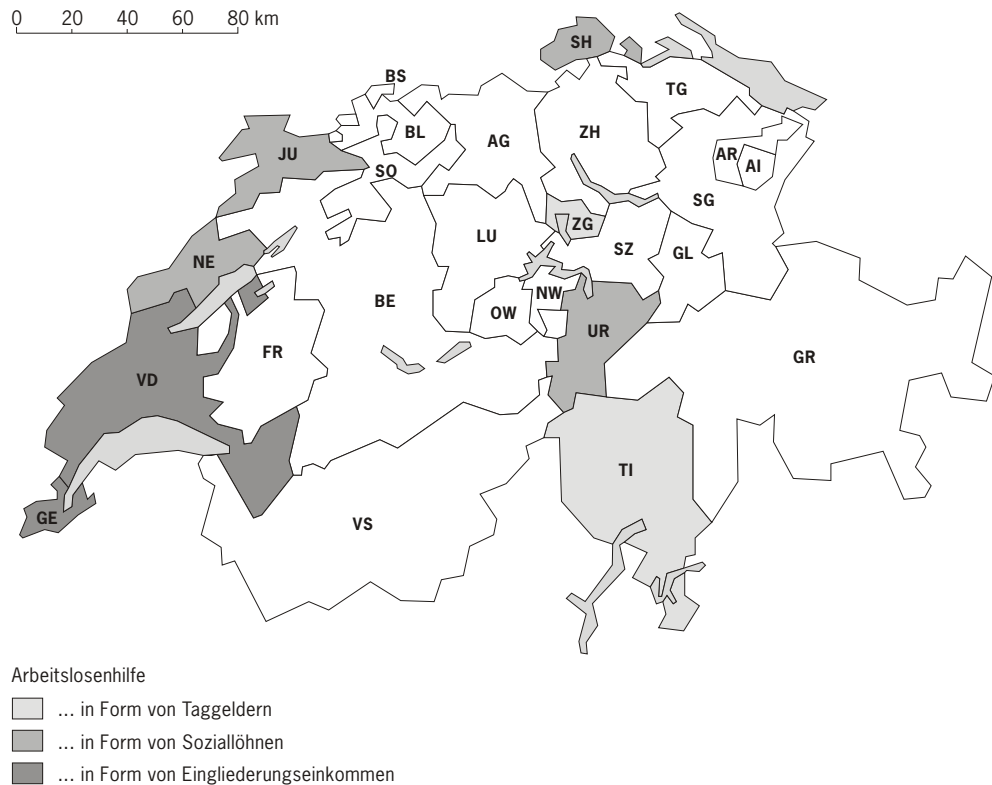 0 20 40 60 80 km
SH
BS
TG
BL
AG
ZH
JU
AR
AI
SO
SG
ZG
LU
SZ
GL
NE
NW
BE
OW
UR
FR
GR
VD
TI
GE
VS
Arbeitslosenhilfe
... in Form von Taggeldern
... in Form von Soziallöhnen
... in Form von Eingliederungseinkommen